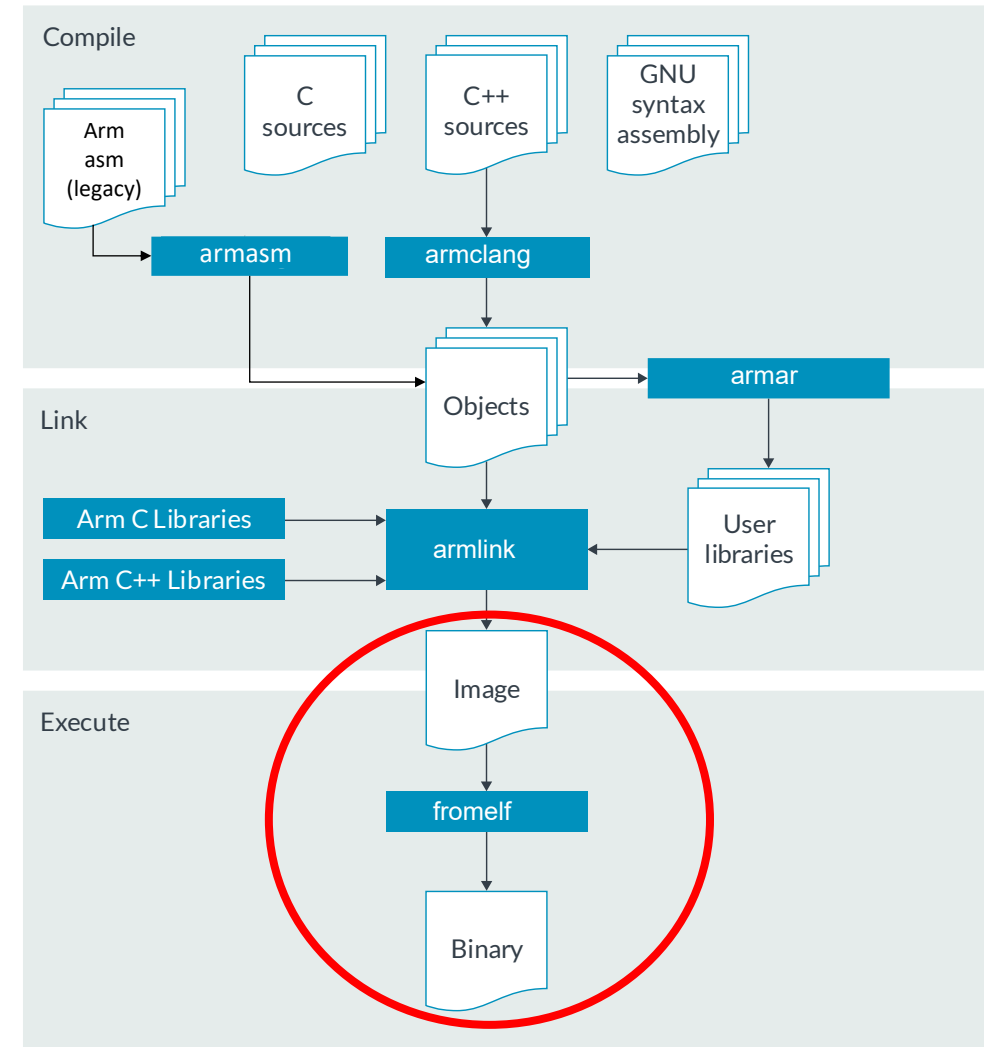 Compile
C
sources
C++
sources
GNU
syntax
assembly
Arm
asm
(legacy)
armasm
armclang
Objects
armar
Link
Arm C Libraries
Arm C++ Libraries
armlink
User
libraries
Image
Execute
fromelf
Binary